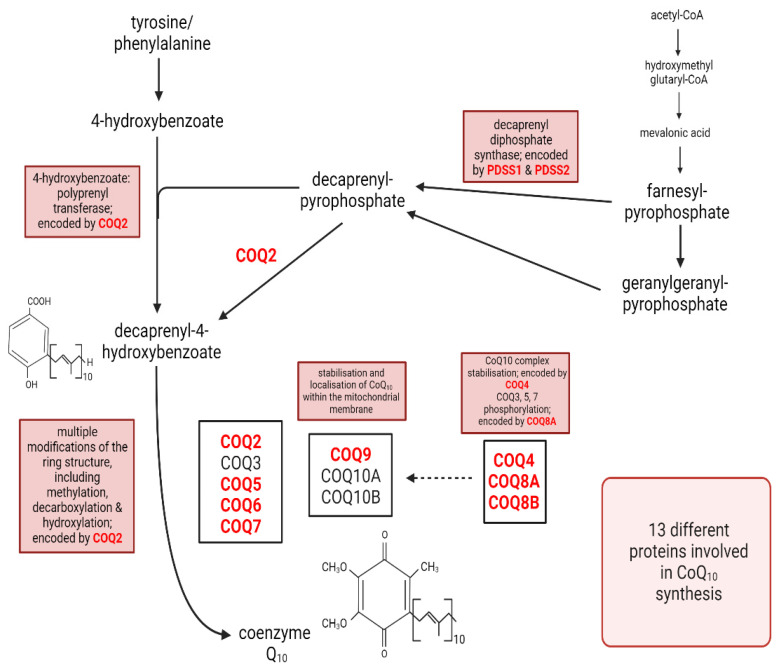 tyrosine/
phenylalanine
4-hydroxybenzoate
4-hydroxybenzoate:
polyprenyl
transferase;
encoded by COQ2
decaprenyl-
pyrophosphate
decaprenyl
diphosphate
synthase; encoded
by PDSS1 & PDSS2
acetyl-CoA
hydroxymethyl
glutaryl-CoA
mevalonic acid
farnesyl-
pyrophosphate
geranylgeranyl-
pyrophosphate
COQ2
decaprenyl-4-
hydroxybenzoate
COOH
OH
H
10
multiple
modifications of the
ring structure,
including
methylation,
decarboxylation &
hydroxylation;
encoded by COQ2
COQ2
COQ3
COQ5
COQ6
COQ7
stabilisation and
localisation of CoQ10
within the mitochondrial
membrane
COQ9
COQ10A
COQ10B
CoQ10 complex
stabilisation; encoded by
COQ4
COQ3, 5, 7
phosphorylation;
encoded by COQ8A
COQ4
COQ8A
COQ8B
13 different
proteins involved
in CoQ10
synthesis
coenzyme
Q10
O
CH3O
CH3
CH3O
O
10